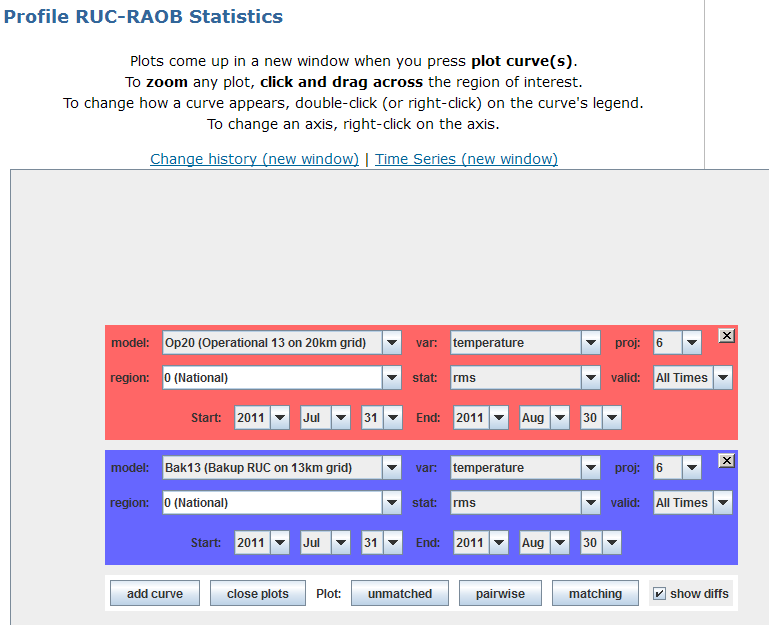 Profile RUC-RAOB Statistics
Plots come up in a new window when you press plot curve(s).
To zoom any plot, click and drag across the region of interest.
To change how a curve appears, double-click (or right-click) on the curve's legend.
To change an axis, right-click on the axis.
Change history (new window) | Time Series (new window)
model: Op20 (Operational 13 on 20km grid) var: temperature proj: 6
region: 0 (National) stat: rms valid: All Times
Start: 2011 Jul 31 End: 2011 Aug 30
model: Bak13 (Bakup RUC on 13km grid) var: temperature proj: 6
region: 0 (National) stat: rms valid: All Times
Start: 2011 Jul 31 End: 2011 Aug 30
add curve close plots Plot: unmatched pairwise matching show diffs